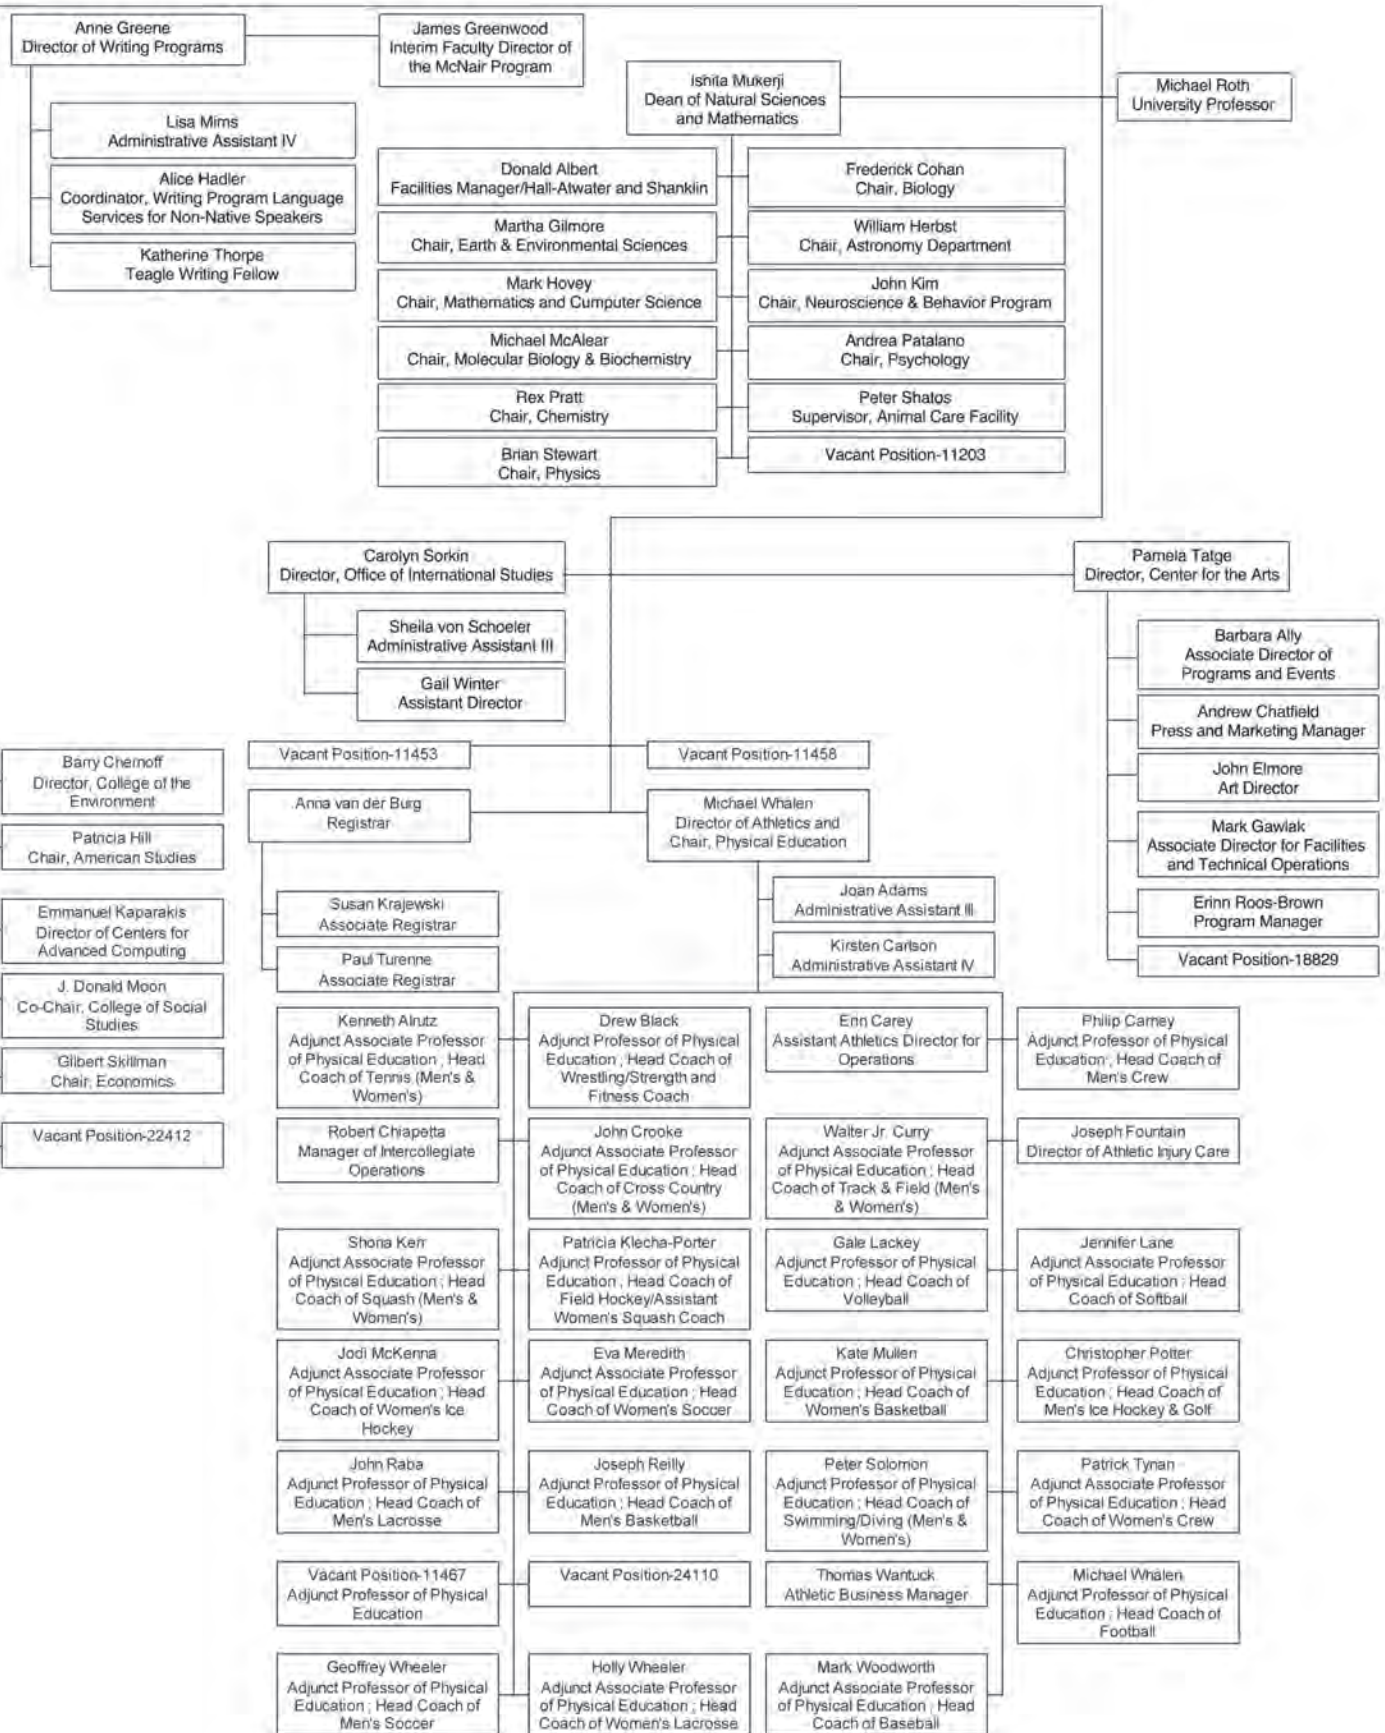 Anne Greene
Director of Writing Programs
James Greenwood
Interim Faculty Director of
the McNair Program
Ishita Mukerji
Dean of Natural Sciences
and Mathematics
Michael Roth
University Professor
Lisa Mims
Administrative Assistant IV
Alice Hadler
Coordinator, Writing Program Language
Services for Non-Native Speakers
Katherine Thorpe
Teagle Writing Fellow
Donald Albert
Facilities Manager/Hall-Atwater and Shanklin
Frederick Cohan
Chair, Biology
Martha Gilmore
Chair, Earth & Environmental Sciences
William Herbst
Chair, Astronomy Department
Mark Hovey
Chair, Mathematics and Cumputer Science
John Kim
Chair, Neuroscience & Behavior Program
Michael McAlear
Chair, Molecular Biology & Biochemistry
Andrea Patalano
Chair, Psychology
Rex Pratt
Chair, Chemistry
Peter Shatos
Supervisor, Animal Care Facility
Brian Stewart
Chair, Physics
Vacant Position-11203
Carolyn Sorkin
Director, Office of International Studies
Pamela Tatge
Director, Center for the Arts
Sheila von Schoeler
Administrative Assistant III
Gail Winter
Assistant Director
Barbara Ally
Associate Director of
Programs and Events
Andrew Chatfield
Press and Marketing Manager
John Elmore
Art Director
Mark Gawlak
Associate Director for Facilities
and Technical Operations
Erinn Roos-Brown
Program Manager
Vacant Position-18829
Barry Chernoff
Director, College of the
Environment
Patricia Hill
Chair, American Studies
Emmanuel Kaparakis
Director of Centers for
Advanced Computing
J. Donald Moon
Co-Chair, College of Social
Studies
Gilbert Skillman
Chair, Economics
Vacant Position-22412
Vacant Position-11453
Vacant Position-11458
Anna van der Burg
Registrar
Michael Whalen
Director of Athletics and
Chair, Physical Education
Susan Krajewski
Associate Registrar
Paul Turenne
Associate Registrar
Joan Adams
Administrative Assistant III
Kirsten Carlson
Administrative Assistant IV
Kenneth Alrutz
Adjunct Associate Professor
of Physical Education ; Head
Coach of Tennis (Men's &
Women's)
Drew Black
Adjunct Professor of Physical
Education ; Head Coach of
Wrestling/Strength and
Fitness Coach
Erin Carey
Assistant Athletics Director for
Operations
Philip Carney
Adjunct Professor of Physical
Education ; Head Coach of
Men's Crew
Robert Chiapetta
Manager of Intercollegiate
Operations
John Crooke
Adjunct Associate Professor
of Physical Education ; Head
Coach of Cross Country
(Men's & Women's)
Walter Jr. Curry
Adjunct Associate Professor
of Physical Education ; Head
Coach of Track & Field (Men's
& Women's)
Joseph Fountain
Director of Athletic Injury Care
Shona Kerr
Adjunct Associate Professor
of Physical Education ; Head
Coach of Squash (Men's &
Women's)
Patricia Klecha-Porter
Adjunct Professor of Physical
Education ; Head Coach of
Field Hockey/Assistant
Women's Squash Coach
Gale Lackey
Adjunct Professor of Physical
Education ; Head Coach of
Volleyball
Jennifer Lane
Adjunct Associate Professor
of Physical Education ; Head
Coach of Softball
Jodi McKenna
Adjunct Associate Professor
of Physical Education ; Head
Coach of Women's Ice
Hockey
Eva Meredith
Adjunct Associate Professor
of Physical Education ; Head
Coach of Women's Soccer
Kate Mullen
Adjunct Professor of Physical
Education ; Head Coach of
Women's Basketball
Christopher Potter
Adjunct Professor of Physical
Education ; Head Coach of
Men's Ice Hockey & Golf
John Raba
Adjunct Professor of Physical
Education ; Head Coach of
Men's Lacrosse
Joseph Reilly
Adjunct Professor of Physical
Education ; Head Coach of
Men's Basketball
Peter Solomon
Adjunct Professor of Physical
Education ; Head Coach of
Swimming/Diving (Men's &
Women's)
Patrick Tynan
Adjunct Associate Professor
of Physical Education ; Head
Coach of Women's Crew
Vacant Position-11467
Adjunct Professor of Physical
Education
Vacant Position-24110
Thomas Wantuck
Athletic Business Manager
Michael Whalen
Adjunct Professor of Physical
Education ; Head Coach of
Football
Geoffrey Wheeler
Adjunct Professor of Physical
Education ; Head Coach of
Men's Soccer
Holly Wheeler
Adjunct Associate Professor
of Physical Education ; Head
Coach of Women's Lacrosse
Mark Woodworth
Adjunct Associate Professor
of Physical Education ; Head
Coach of Baseball